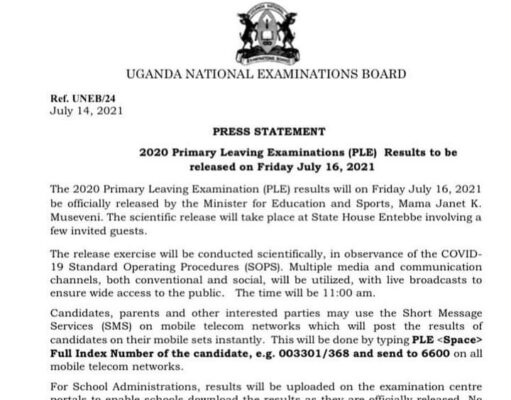 UGANDA NATIONAL EXAMINATIONS BOARD
Ref. UNEB/24
July 14, 2021
PRESS STATEMENT
2020 Primary Leaving Examinations (PLE) Results to be
released on Friday July 16, 2021
The 2020 Primary Leaving Examination (PLE) results will on Friday July 16, 2021
be officially released by the Minister for Education and Sports, Mama Janet K.
Museveni. The scientific release will take place at State House Entebbe involving a
few invited guests.
The release exercise will be conducted scientifically, in observance of the COVID-
19 Standard Operating Procedures (SOPS). Multiple media and communication
channels, both conventional and social, will be utilized, with live broadcasts to
ensure wide access to the public. The time will be 11:00 am.
Candidates, parents and other interested parties may use the Short Message
Services (SMS) on mobile telecom networks which will post the results of
candidates on their mobile sets instantly. This will be done by typing PLE <Space>
Full Index Number of the candidate, e.g. 003301/368 and send to 6600 on all
mobile telecom networks.
For School Administrations, results will be uploaded on the examination centre
portals to enable schools download the results as they are officially released. No